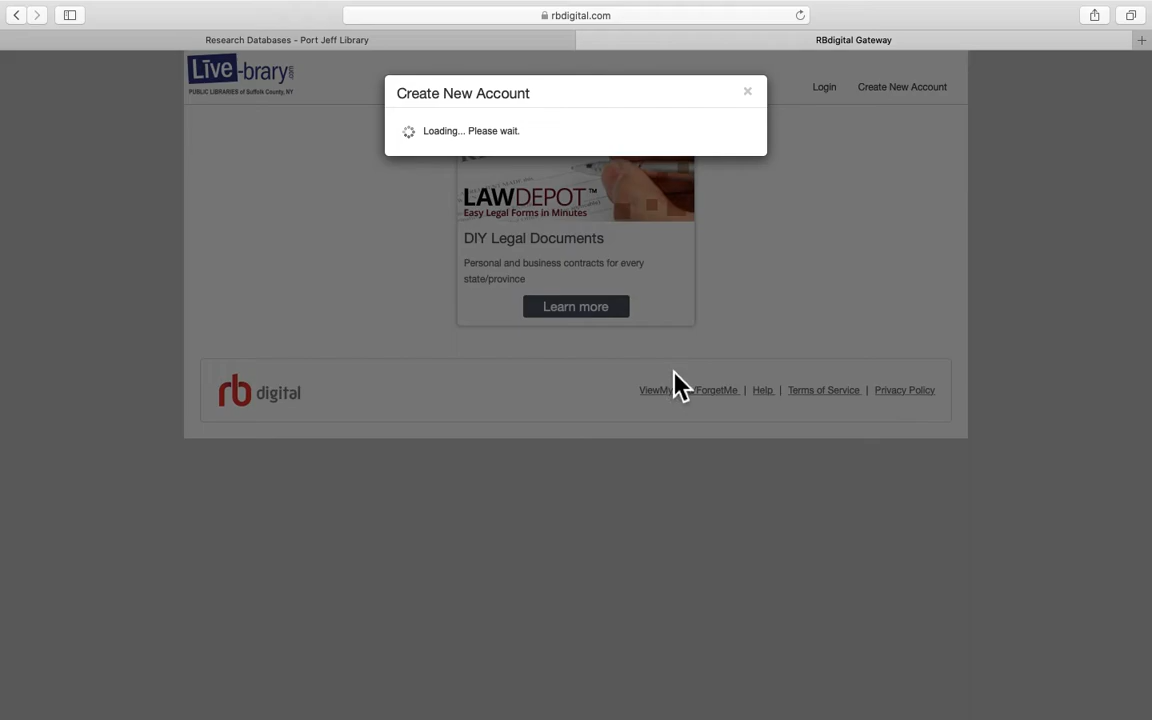 rbdigital.com
Research Databases - Port Jeff Library
RBdigital Gateway
Live-brary.com
PUBLIC LIBRARIES of Suffolk County, NY
Login
Create New Account
Create New Account
Loading... Please wait.
LAWDEPOT™
Easy Legal Forms in Minutes
DIY Legal Documents
Personal and business contracts for every
state/province
Learn more
rb digital
ViewMy /ForgetMe | Help | Terms of Service | Privacy Policy